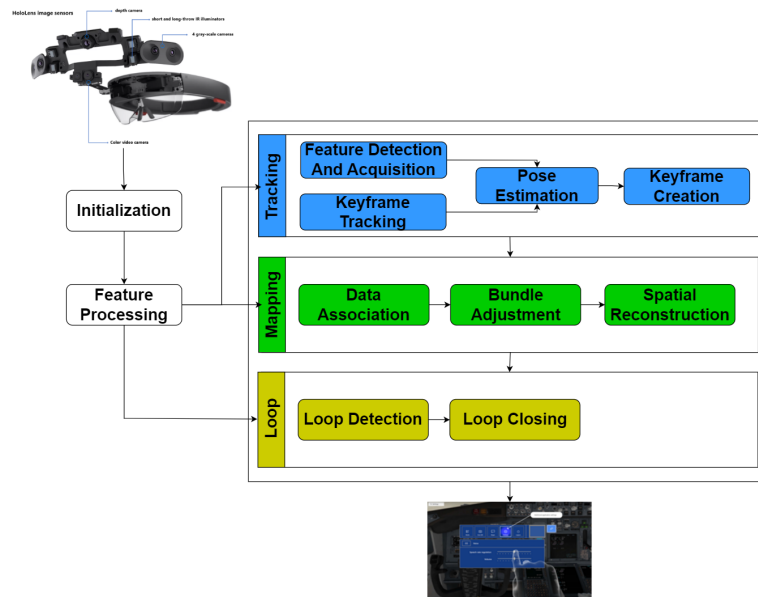 HoloLens image sensors
depth camera
short and long-throw IR illuminators
4 gray-scale cameras
Color video camera
Initialization
Feature
Processing
Tracking
Feature Detection
And Acquisition
Keyframe
Tracking
Pose
Estimation
Keyframe
Creation
Mapping
Data
Association
Bundle
Adjustment
Spatial
Reconstruction
Loop
Loop Detection
Loop Closing